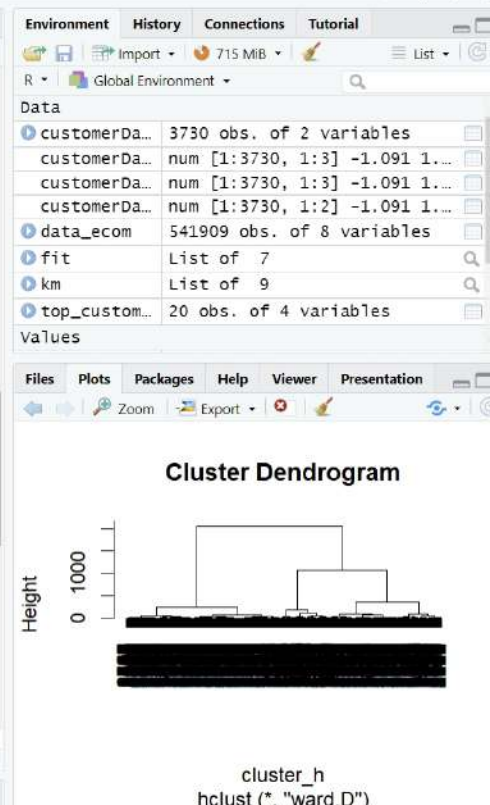 Environment History Connections Tutorial
Import 715 MiB List
R Global Environment
Data
customerDa… 3730 obs. of 2 variables
customerDa… num [1:3730, 1:3] -1.091 1.…
customerDa… num [1:3730, 1:3] -1.091 1.…
customerDa… num [1:3730, 1:2] -1.091 1.…
data_ecom 541909 obs. of 8 variables
fit List of 7
km List of 9
top_custom… 20 obs. of 4 variables
Values
Files Plots Packages Help Viewer Presentation
Zoom Export
Cluster Dendrogram
Height
1000
0
cluster_h
hclust (*, "ward.D")